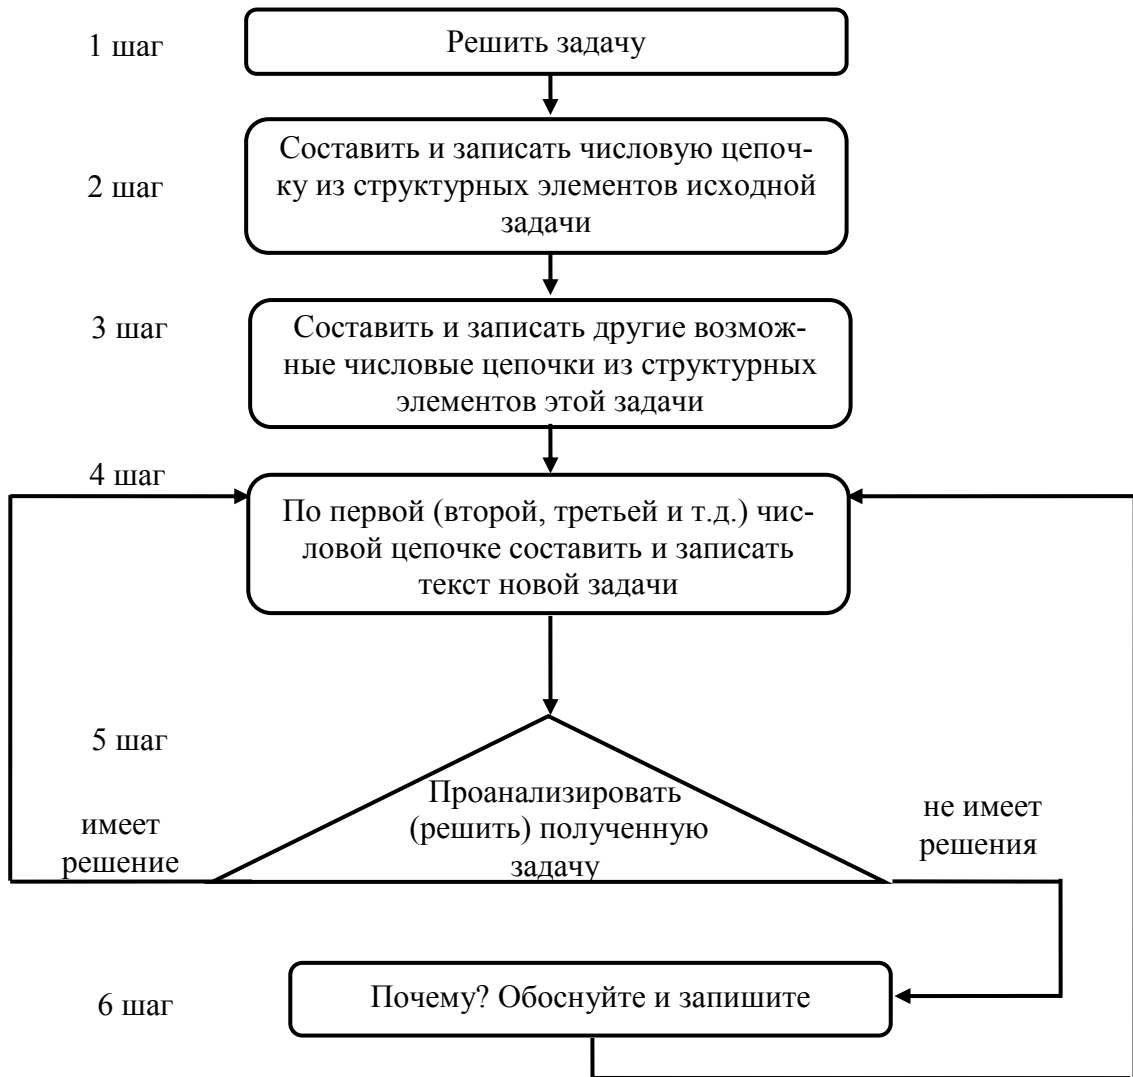 1 шаг
Решить задачу
2 шаг
Составить и записать числовую цепоч-
ку из структурных элементов исходной
задачи
3 шаг
Составить и записать другие возмож-
ные числовые цепочки из структурных
элементов этой задачи
4 шаг
По первой (второй, третьей и т.д.) чис-
ловой цепочке составить и записать
текст новой задачи
5 шаг
Проанализировать
(решить) полученную
задачу
имеет
решение
не имеет
решения
6 шаг
Почему? Обоснуйте и запишите